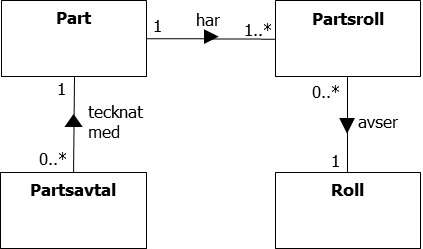 Part
1
har
1..*
Partsroll
1
tecknat
med
0..*
0..*
avser
1
Partsavtal
Roll